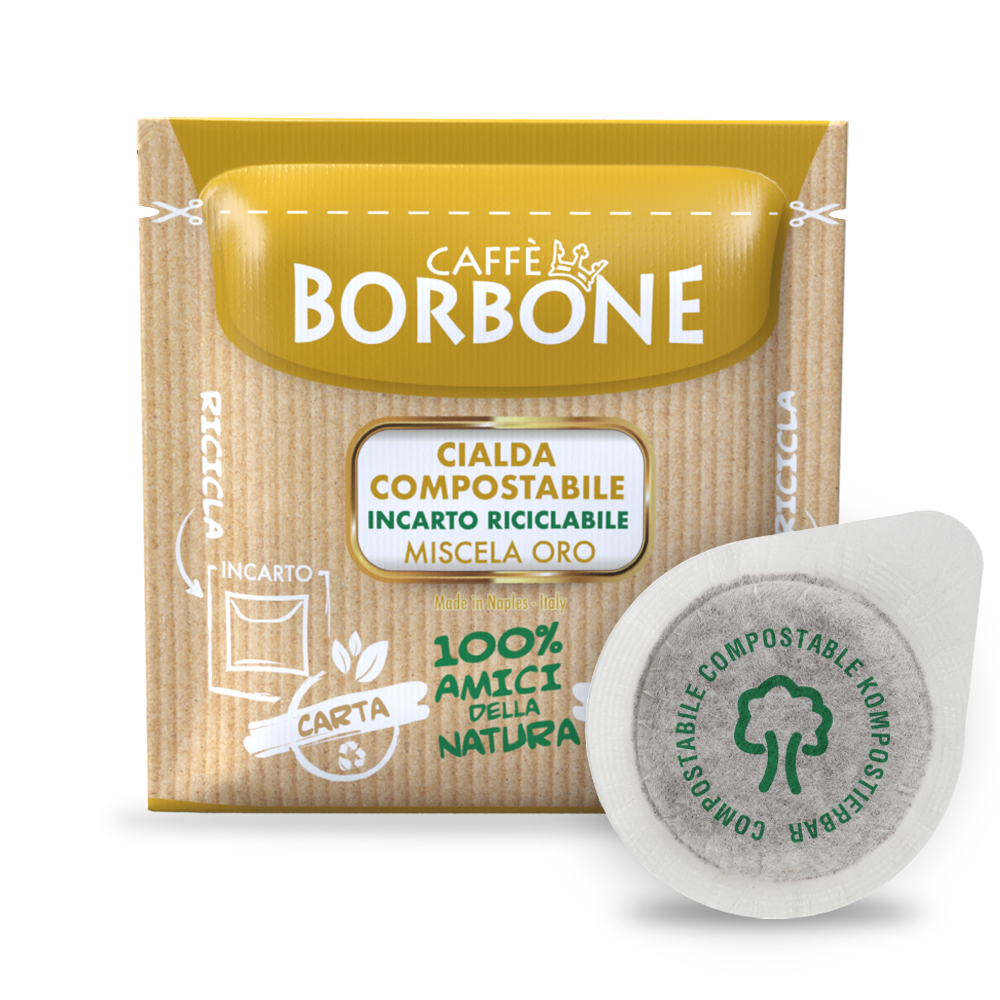 CAFFÈ
BORBONE
RICICLA
RICICLA
CIALDA
COMPOSTABILE
INCARTO RICICLABILE
MISCELA ORO
Made in Naples - Italy
INCARTO
CARTA
100%
AMICI
DELLA
NATURA
COMPOSTABILE COMPOSTABLE KOMPOSTIERBAR